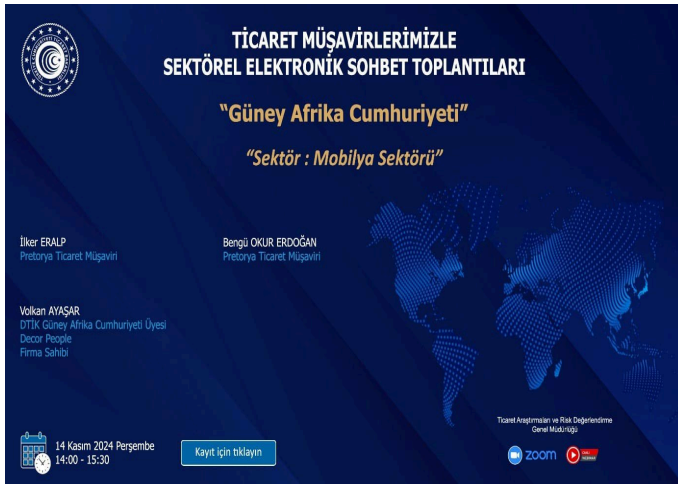 TİCARET MÜŞAVİRLERİMİZLE
SEKTÖREL ELEKTRONİK SOHBET TOPLANTILARI
“Güney Afrika Cumhuriyeti”
“Sektör : Mobilya Sektörü”
İlker ERALP
Pretorya Ticaret Müşaviri
Bengü OKUR ERDOĞAN
Pretorya Ticaret Müşaviri
Volkan AYAŞAR
DTİK Güney Afrika Cumhuriyeti Üyesi
Decor People
Firma Sahibi
Ticaret Araştırmaları ve Risk Değerlendirme
Genel Müdürlüğü
14 Kasım 2024 Perşembe
14:00 - 15:30
Kayıt için tıklayın
zoom